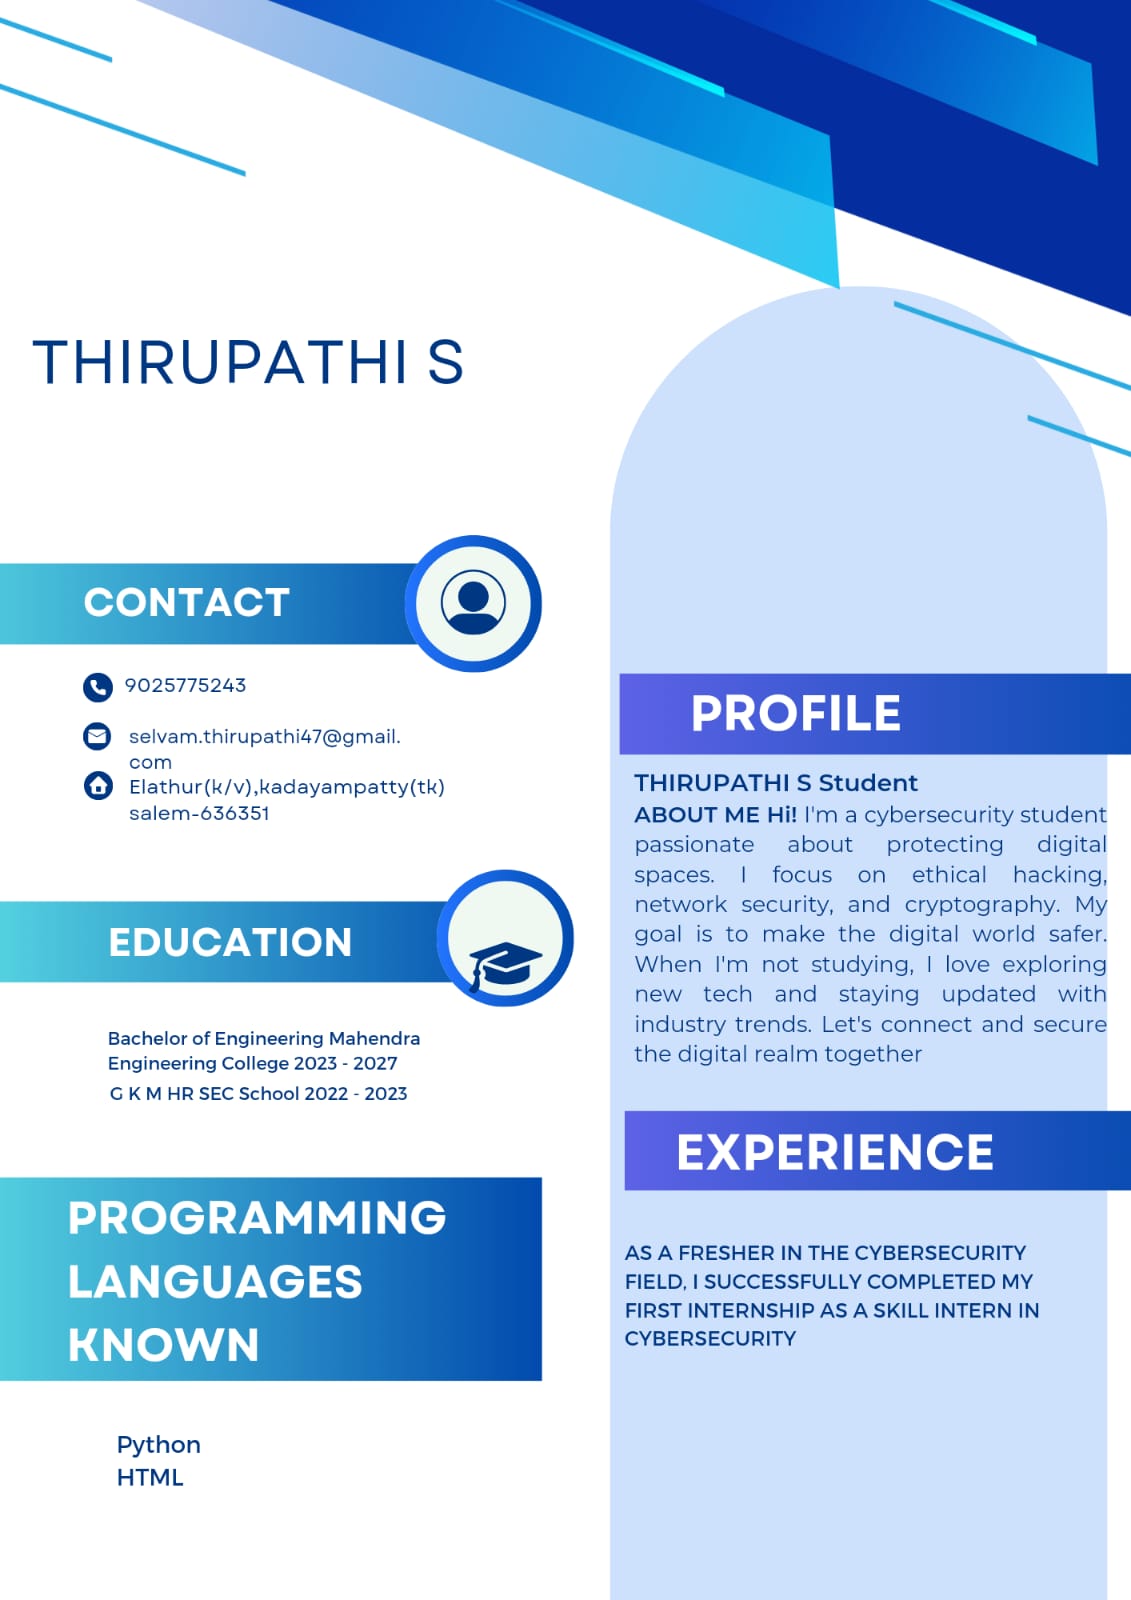 THIRUPATHI S
CONTACT
9025775243
selvam.thirupathi47@gmail.
com
Elathur(k/v),kadayampatty(tk)
salem-636351
EDUCATION
Bachelor of Engineering Mahendra
Engineering College 2023 - 2027
G K M HR SEC School 2022 - 2023
PROGRAMMING
LANGUAGES
KNOWN
Python
HTML
PROFILE
THIRUPATHI S Student
ABOUT ME Hi! I'm a cybersecurity student
passionate about protecting digital
spaces. I focus on ethical hacking,
network security, and cryptography. My
goal is to make the digital world safer.
When I'm not studying, I love exploring
new tech and staying updated with
industry trends. Let's connect and secure
the digital realm together
EXPERIENCE
AS A FRESHER IN THE CYBERSECURITY
FIELD, I SUCCESSFULLY COMPLETED MY
FIRST INTERNSHIP AS A SKILL INTERN IN
CYBERSECURITY